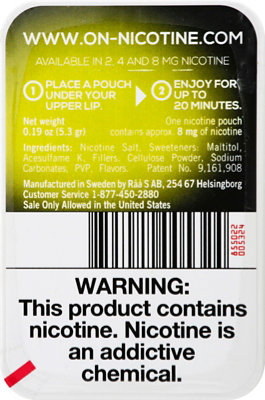 WWW.ON-NICOTINE.COM
AVAILABLE IN 2, 4 AND 8 MG NICOTINE
1 PLACE A POUCH UNDER YOUR UPPER LIP.
2 ENJOY FOR UP TO 20 MINUTES.
Net weight
0.19 oz (5.3 gr)
One nicotine pouch
contains approx. 8 mg of nicotine
Ingredients: Nicotine Salt, Sweeteners: Maltitol,
Acesulfame K, Fillers, Cellulose Powder, Sodium
Carbonates, PVP, Flavors. Patent No. 9,161,908
Manufactured in Sweden by Råå S AB, 254 67 Helsingborg
Customer Service 1-877-450-2880
Sale Only Allowed in the United States
WARNING:
This product contains
nicotine. Nicotine is
an addictive
chemical.